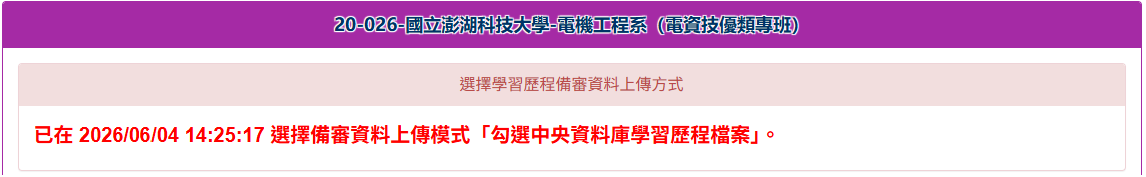 20-026-國立澎湖科技大學-電機工程系（電資技優類專班）
選擇學習歷程備審資料上傳方式
已在 2026/06/04 14:25:17 選擇備審資料上傳模式「勾選中央資料庫學習歷程檔案」。